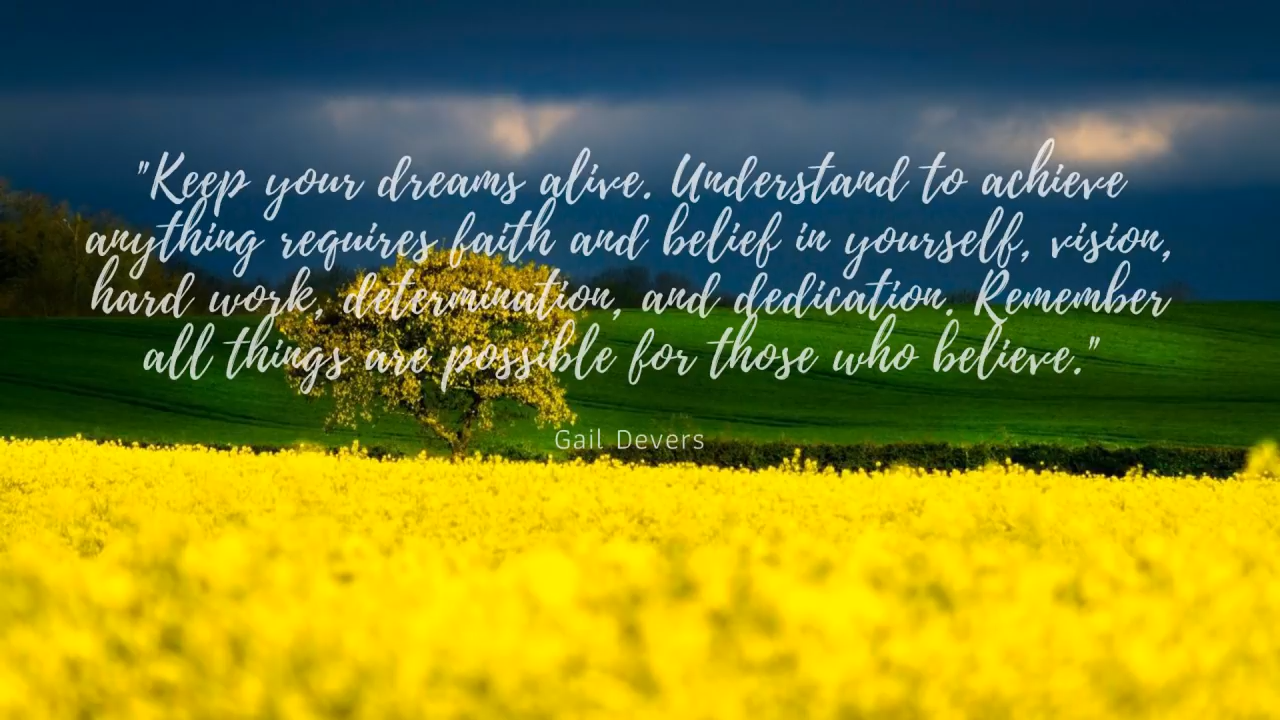 "Keep your dreams alive. Understand to achieve
anything requires faith and belief in yourself, vision,
hard work, determination, and dedication. Remember
all things are possible for those who believe."
Gail Devers